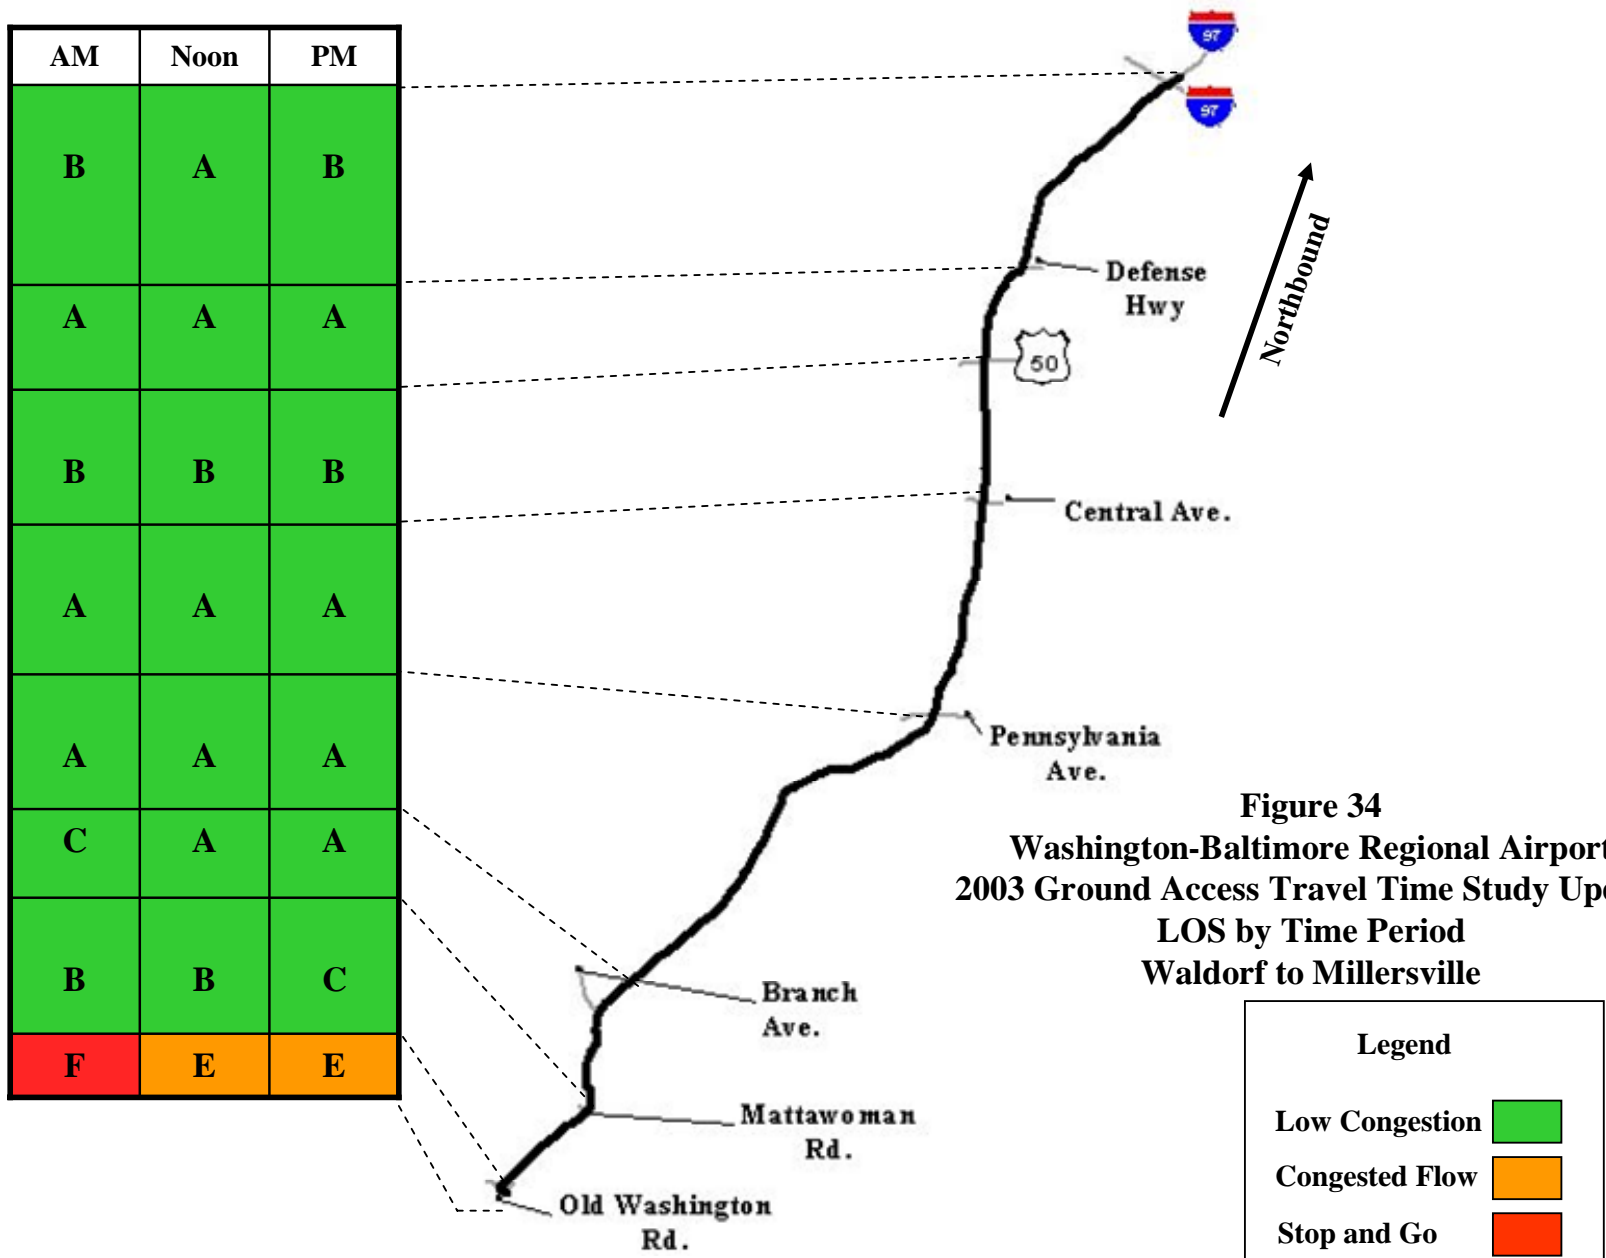 AM Noon PM
B A B
A A A
B B B
A A A
A A A
C A A
B B C
F E E
97
97
Northbound
Defense
Hwy
50
Central Ave.
Pennsylvania
Ave.
Branch
Ave.
Mattawoman
Rd.
Old Washington
Rd.
Figure 34
Washington-Baltimore Regional Airport
2003 Ground Access Travel Time Study
LOS by Time Period
Waldorf to Millersville
Legend
Low Congestion
Congested Flow
Stop and Go